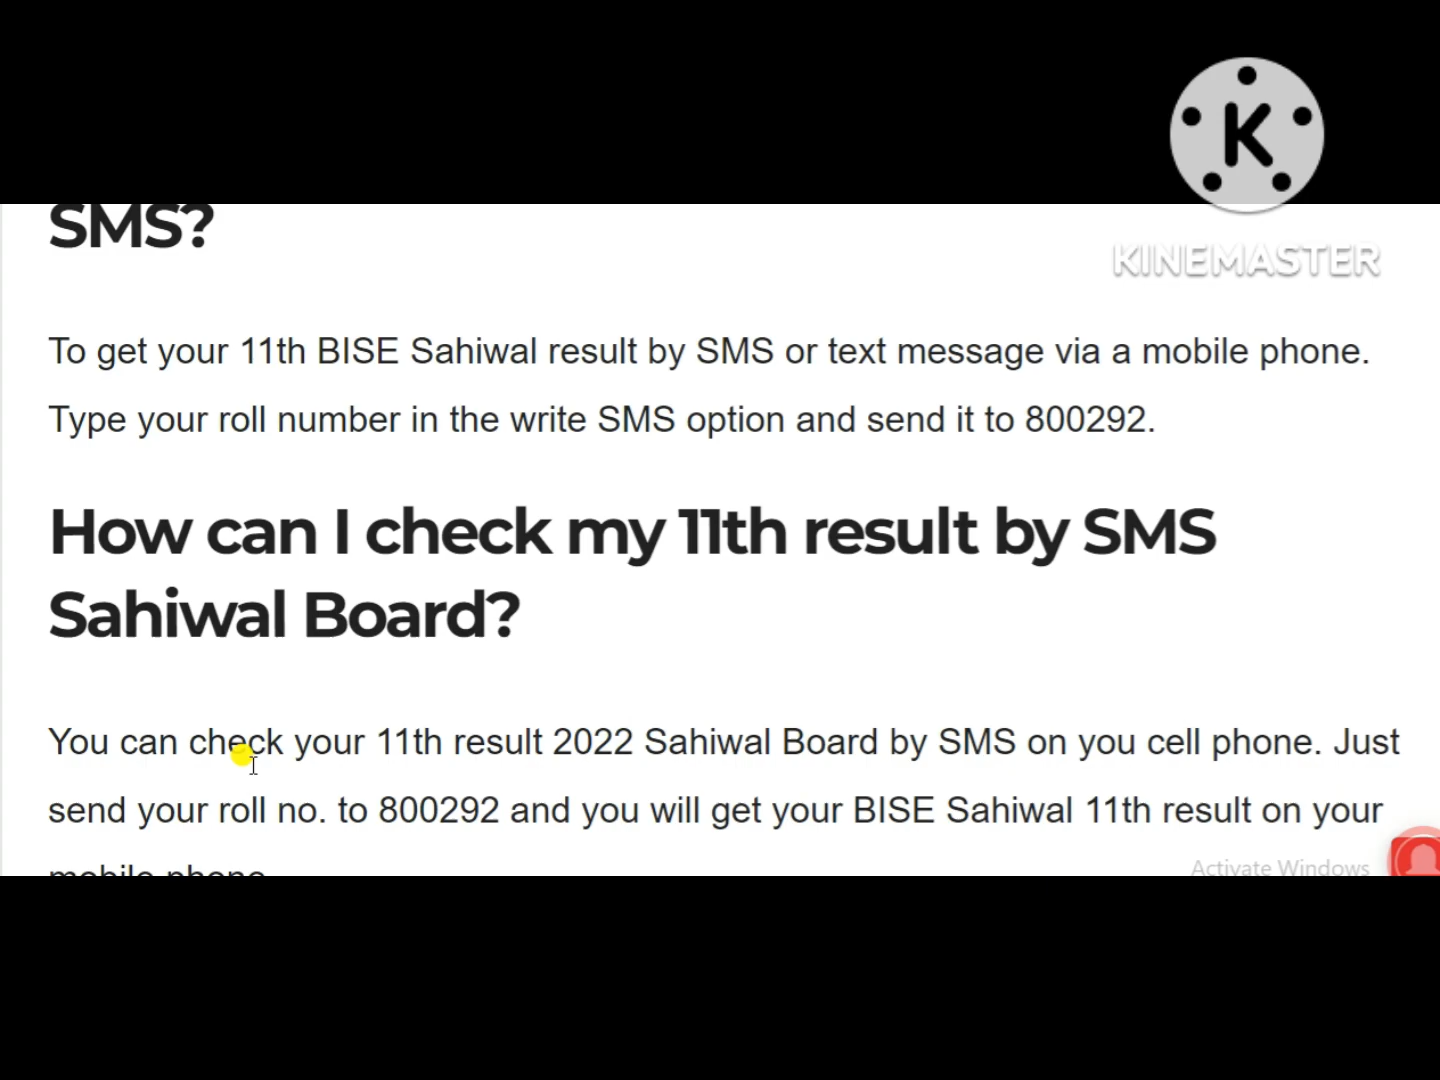 K
KINEMASTER
SMS?
To get your 11th BISE Sahiwal result by SMS or text message via a mobile phone.
Type your roll number in the write SMS option and send it to 800292.
How can I check my 11th result by SMS
Sahiwal Board?
You can check your 11th result 2022 Sahiwal Board by SMS on you cell phone. Just
send your roll no. to 800292 and you will get your BISE Sahiwal 11th result on your
mobile phone
Activate Windows